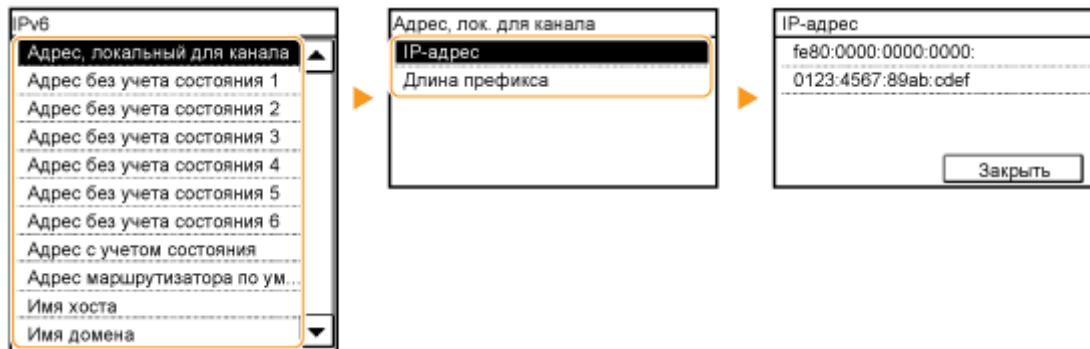 IPv6
Адрес, локальный для канала
Адрес без учета состояния 1
Адрес без учета состояния 2
Адрес без учета состояния 3
Адрес без учета состояния 4
Адрес без учета состояния 5
Адрес без учета состояния 6
Адрес с учетом состояния
Адрес маршрутизатора по ум...
Имя хоста
Имя домена
Адрес, лок. для канала
IP-адрес
Длина префикса
IP-адрес
fe80:0000:0000:0000:
0123:4567:89ab:cdef
Закрыть